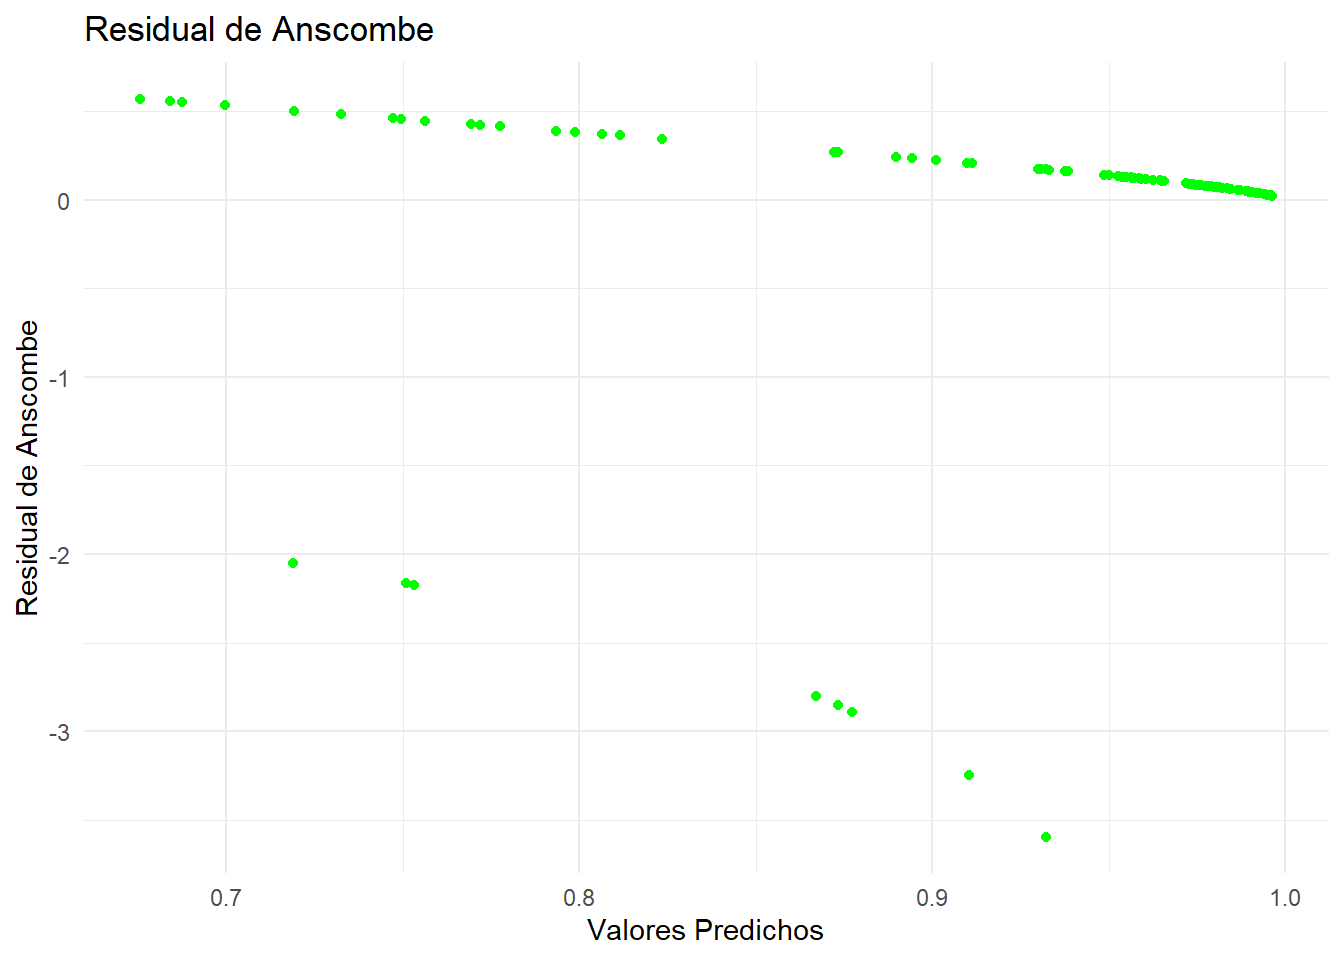 Residual de Anscombe
Residual de Anscombe
0
-1
-2
-3
0.7
0.8
0.9
1.0
Valores Predichos